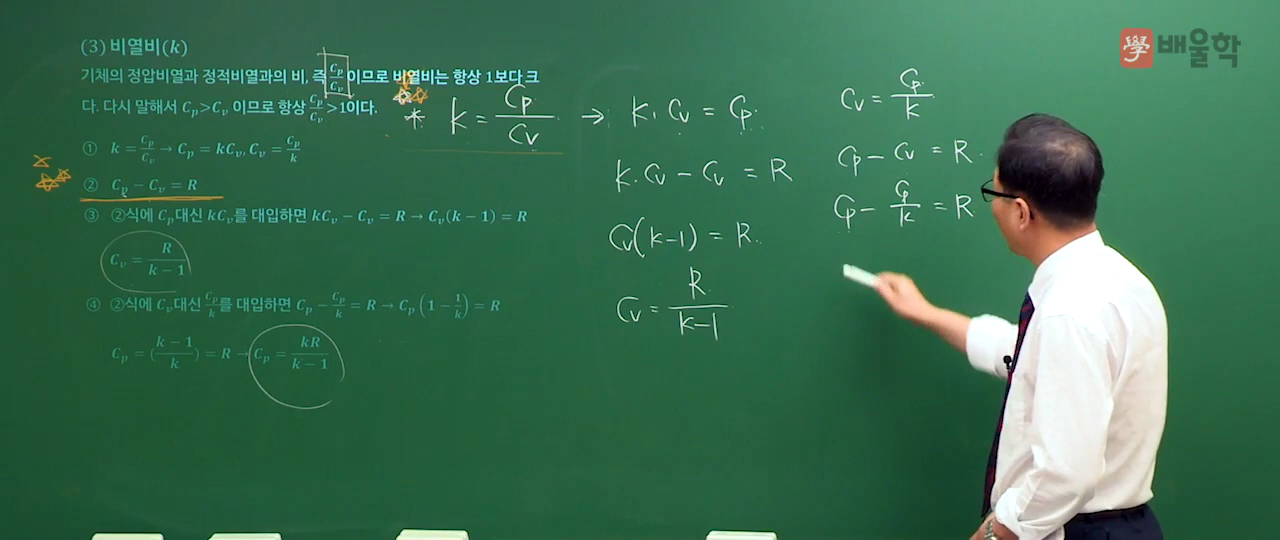 (3) 비열비(k)
기체의 정압비열과 정적비열과의 비, 즉 Cₚ/Cᵥ이므로 비열비는 항상 1보다 크
다. 다시 말해서 Cₚ>Cᵥ 이므로 항상 Cₚ/Cᵥ>1이다.
① k = Cₚ/Cᵥ → Cₚ = kCᵥ, Cᵥ = Cₚ/k
② Cₚ − Cᵥ = R
③ ②식에 Cₚ대신 kCᵥ를 대입하면 kCᵥ − Cᵥ = R → Cᵥ(k − 1) = R
Cᵥ = R/(k − 1)
④ ②식에 Cᵥ대신 Cₚ/k를 대입하면 Cₚ − Cₚ/k = R → Cₚ(1 − 1/k) = R
Cₚ = ((k − 1)/k) = R → Cₚ = kR/(k − 1)
* k = Cₚ/Cᵥ → k·Cᵥ = Cₚ.
k·Cᵥ − Cᵥ = R
Cᵥ(k−1) = R.
Cᵥ = R/(k−1)
Cᵥ = Cₚ/k
Cₚ − Cᵥ = R
Cₚ − Cₚ/k = R
學 배울학